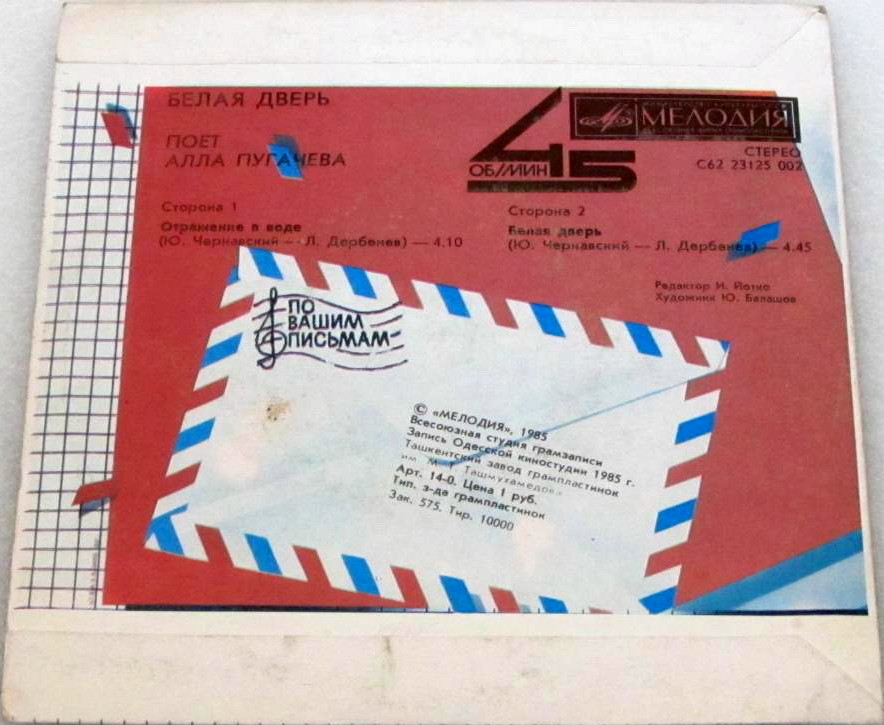 БЕЛАЯ ДВЕРЬ
ПОЕТ
АЛЛА ПУГАЧЕВА
45
ОБ/МИН
МЕЛОДИЯ
СТЕРЕО
С62 23125 002
Сторона 1
Отражение в воде
(Ю. Чернавский — Л. Дербенев) — 4.10
Сторона 2
Белая дверь
(Ю. Чернавский — Л. Дербенев) — 4.45
Редактор И. Йотко
Художник Ю. Балашов
ПО
ВАШИМ
ПИСЬМАМ
© «МЕЛОДИЯ», 1985
Всесоюзная студия грамзаписи
Запись Одесской киностудии 1985 г.
Ташкентский завод грампластинок
им. М. Т. Ташмухамедова
Арт. 14-0. Цена 1 руб.
Тип. з-да грампластинок
Зак. 575. Тир. 10000